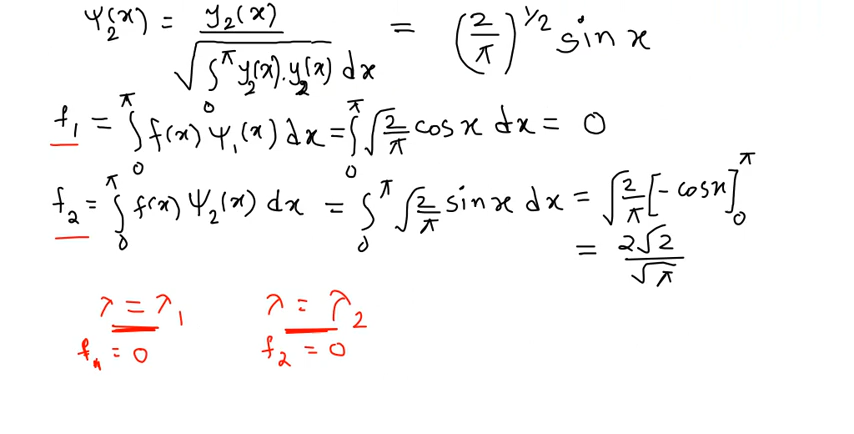 ψ₂(x) = y₂(x) / √(∫₀^π y₂(x).y₂(x) dx) = (2/π)^1/2 sin x
f₁ = ∫₀^π f(x) ψ₁(x) dx = ∫₀^π √(2/π) cos x dx = 0
f₂ = ∫₀^π f(x) ψ₂(x) dx = ∫₀^π √(2/π) sin x dx = √(2/π) [- cos x]₀^π
= 2√2 / √π
λ = λ₁ λ = λ₂
f₁ = 0 f₂ = 0